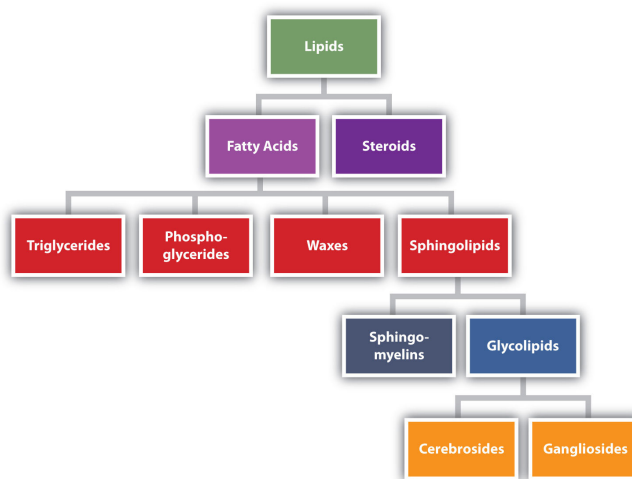 Lipids
Fatty Acids
Steroids
Triglycerides
Phospho-
glycerides
Waxes
Sphingolipids
Sphingo-
myelins
Glycolipids
Cerebrosides
Gangliosides